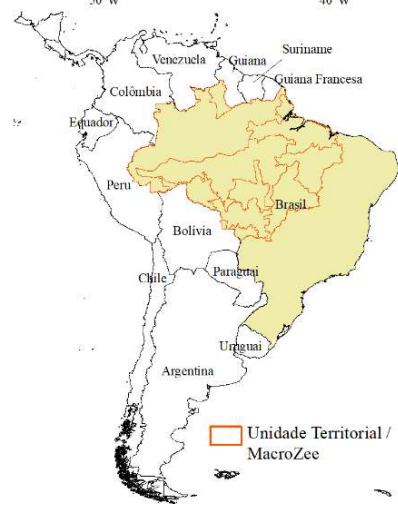 Suriname
Venezuela
Guiana
Guiana Francesa
Colômbia
Equador
Peru
Brasil
Bolívia
Paraguai
Chile
Uruguai
Argentina
Unidade Territorial /
MacroZee